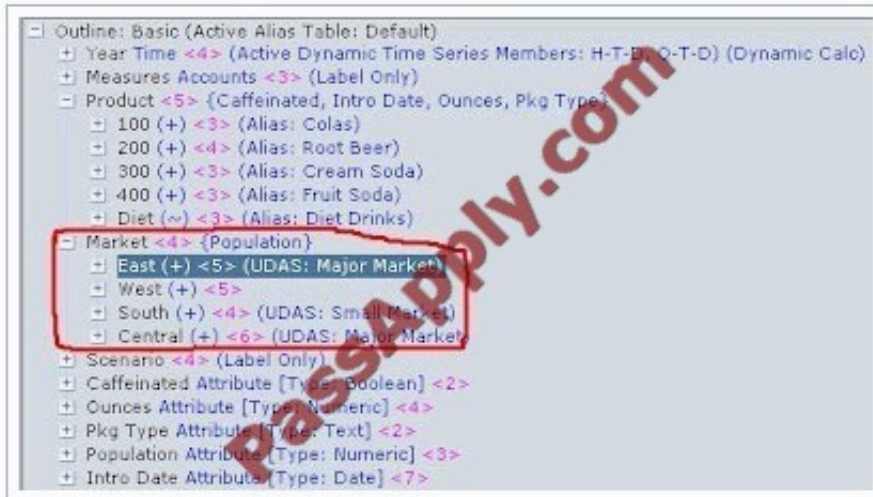 Outline: Basic (Active Alias Table: Default)
Year Time <4> (Active Dynamic Time Series Members: H-T-D, Q-T-D) (Dynamic Calc)
Measures Accounts <3> (Label Only)
Product <5> {Caffeinated, Intro Date, Ounces, Pkg Type}
100 (+) <3> (Alias: Colas)
200 (+) <4> (Alias: Root Beer)
300 (+) <3> (Alias: Cream Soda)
400 (+) <3> (Alias: Fruit Soda)
Diet (~) <3> (Alias: Diet Drinks)
Market <4> {Population}
East (+) <5> (UDAS: Major Market)
West (+) <5>
South (+) <4> (UDAS: Small Market)
Central (+) <6> (UDAS: Major Market)
Scenario <4> (Label Only)
Caffeinated Attribute [Type: Boolean] <2>
Ounces Attribute [Type: Numeric] <4>
Pkg Type Attribute [Type: Text] <2>
Population Attribute [Type: Numeric] <3>
Intro Date Attribute [Type: Date] <7>
PassApply.com